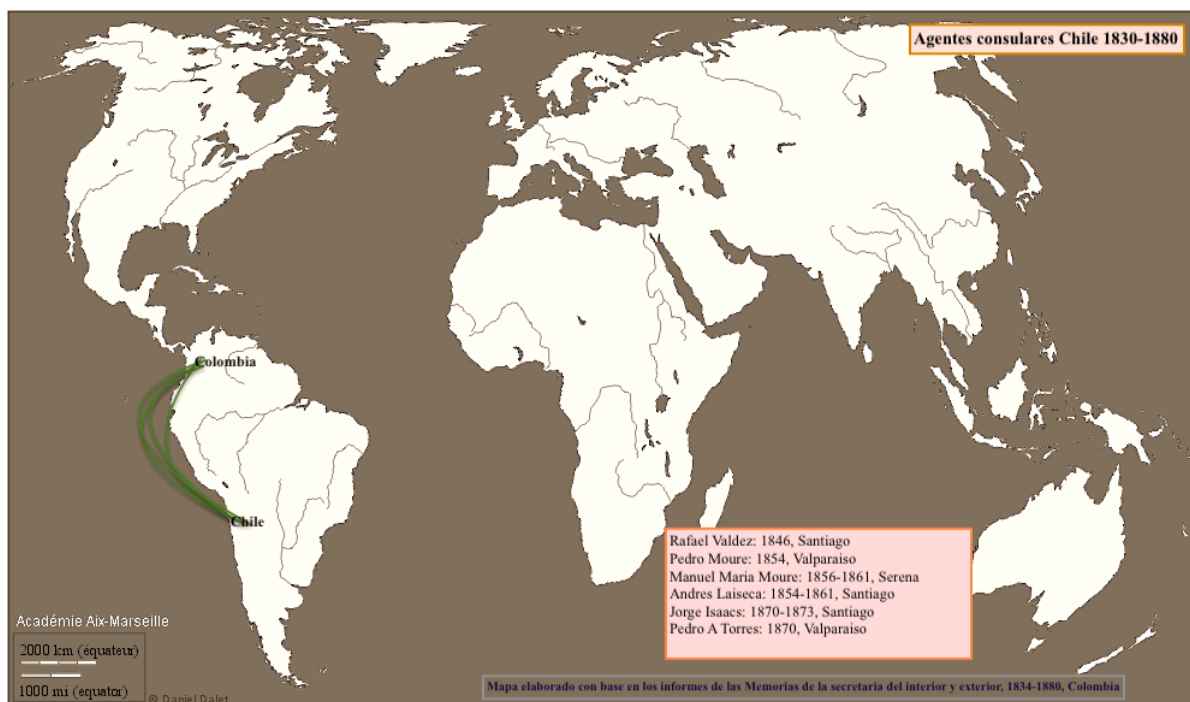 Agentes consulares Chile 1830-1880
Colombia
Chile
Rafael Valdez: 1846, Santiago
Pedro Moure: 1854, Valparaiso
Manuel Maria Moure: 1856-1861, Serena
Andres Laiseca: 1854-1861, Santiago
Jorge Isaacs: 1870-1873, Santiago
Pedro A Torres: 1870, Valparaiso
Académie Aix-Marseille
2000 km (équateur)
1000 mi (equator)
© Daniel Dalet
Mapa elaborado con base en los informes de las Memorias de la secretaria del interior y exterior, 1834-1880, Colombia